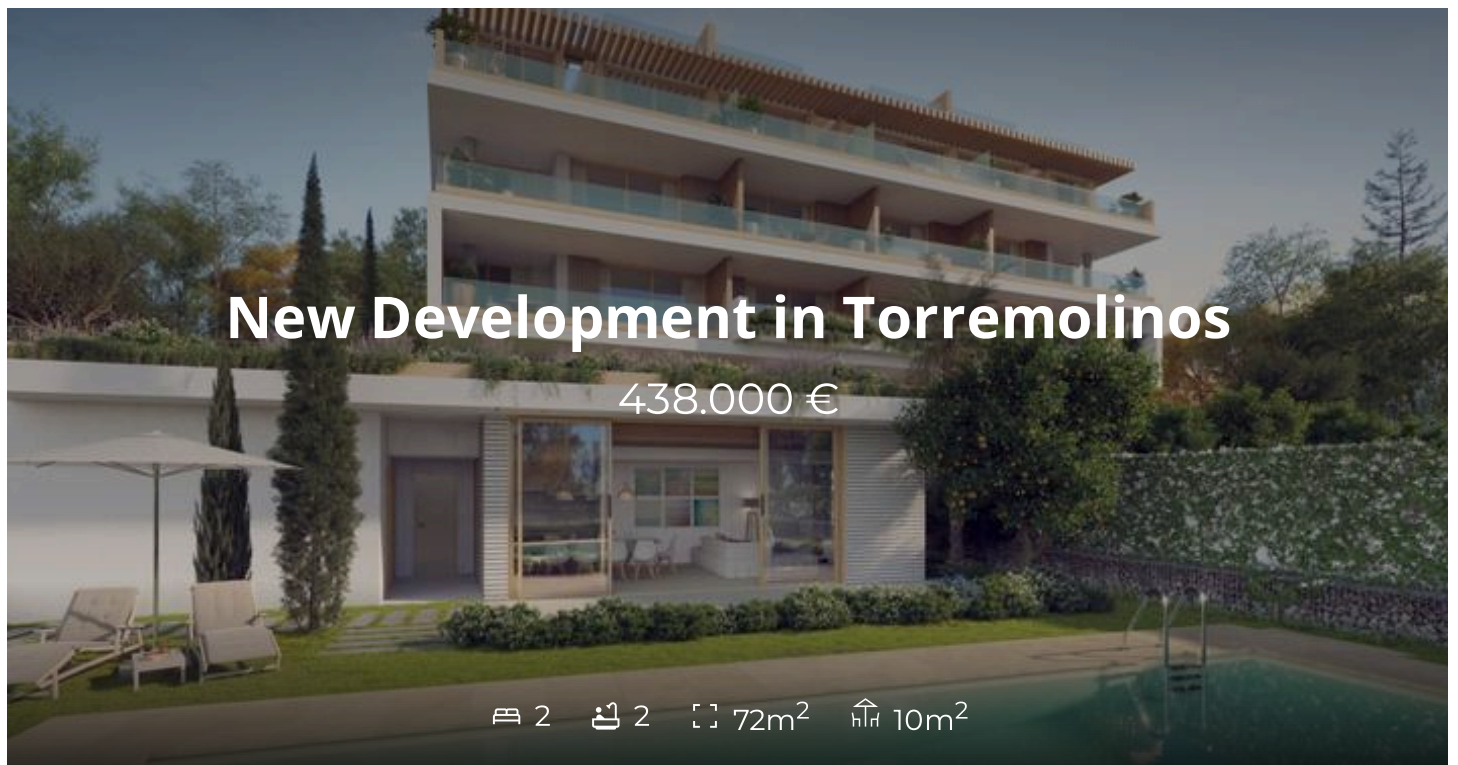 New Development in Torremolinos
438.000 €
2 2 72m² 10m²